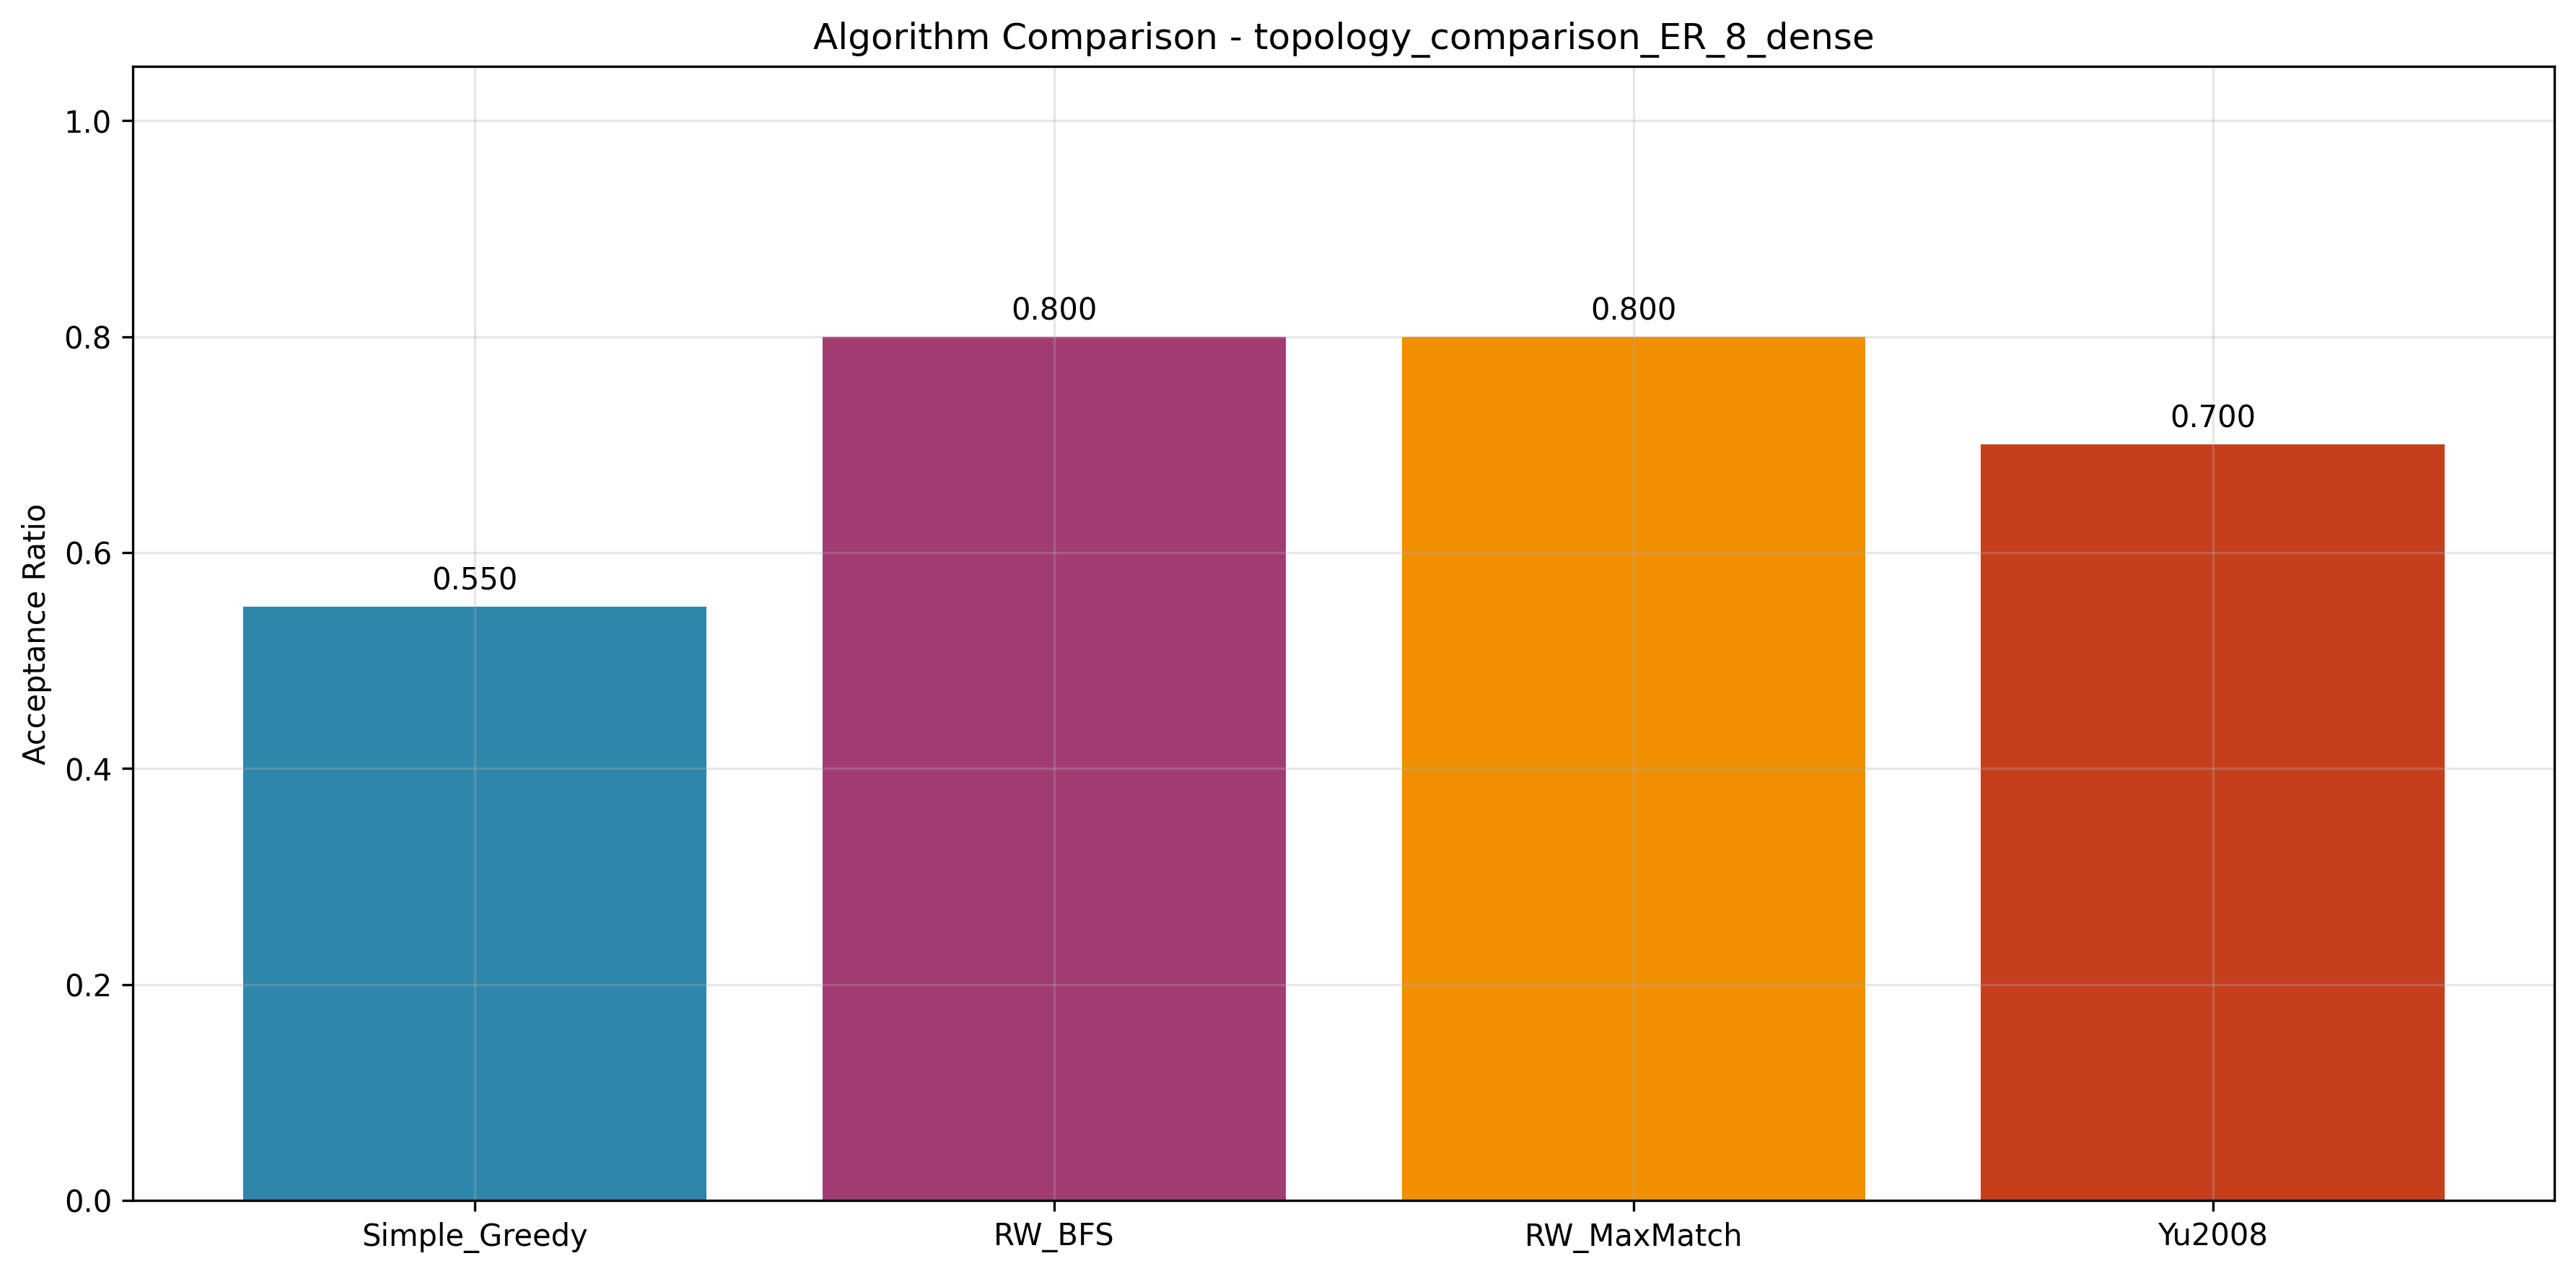 Algorithm Comparison - topology_comparison_ER_8_dense
Acceptance Ratio
1.0
0.8
0.6
0.4
0.2
0.0
0.550
0.800
0.800
0.700
Simple_Greedy
RW_BFS
RW_MaxMatch
Yu2008